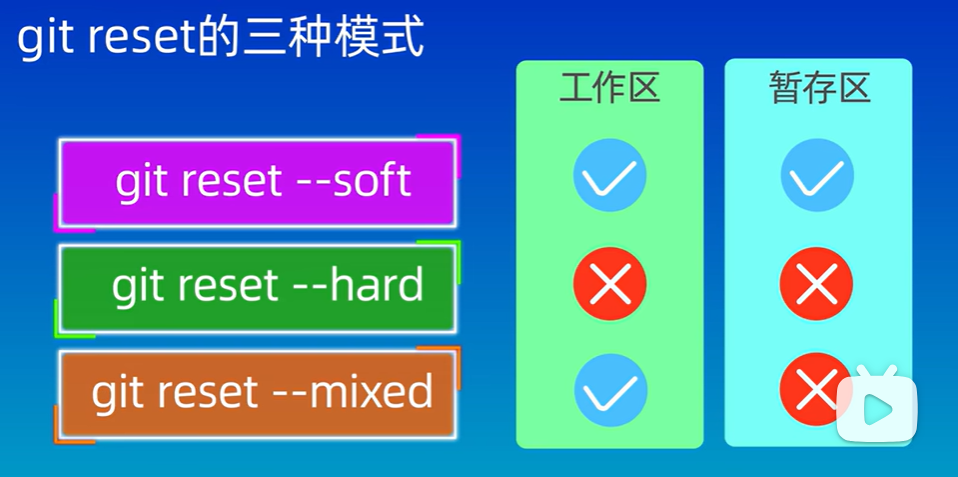 git reset的三种模式
工作区
暂存区
git reset --soft
git reset --hard
git reset --mixed